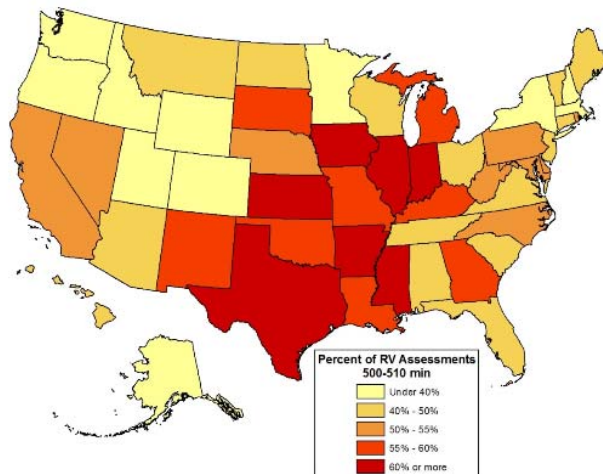 Percent of RV Assessments
500-510 min
Under 40%
40% - 50%
50% - 55%
55% - 60%
60% or more